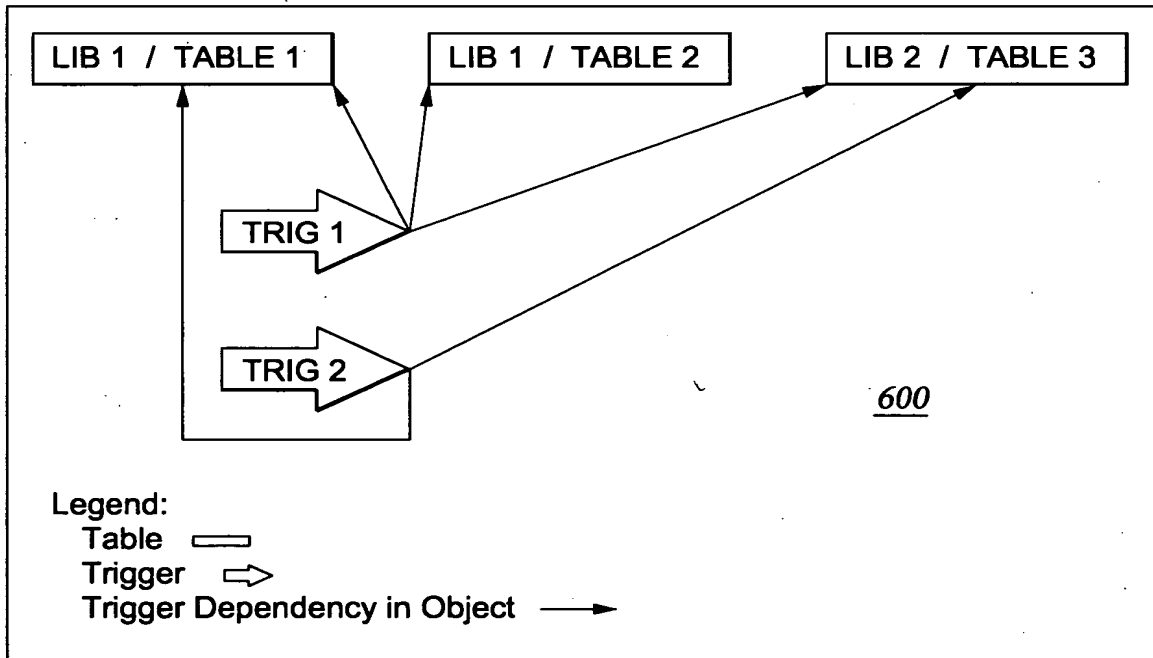 LIB 1 / TABLE 1
LIB 1 / TABLE 2
LIB 2 / TABLE 3
TRIG 1
TRIG 2
600
Legend:
Table
Trigger
Trigger Dependency in Object